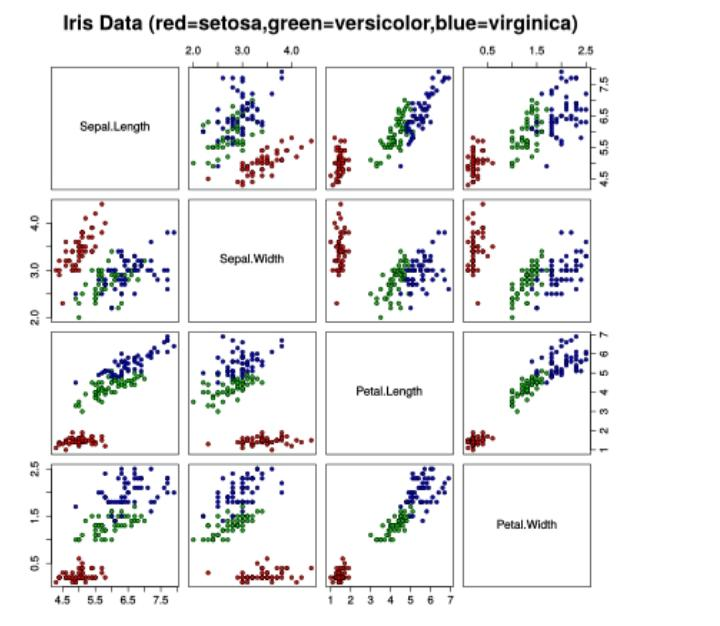 Iris Data (red=setosa,green=versicolor,blue=virginica)
2.0 3.0 4.0 0.5 1.5 2.5
Sepal.Length
4.5 5.5 6.5 7.5
Sepal.Width
2.0 3.0 4.0
Petal.Length
1 2 3 4 5 6 7
Petal.Width
0.5 1.5 2.5
4.5 5.5 6.5 7.5 1 2 3 4 5 6 7